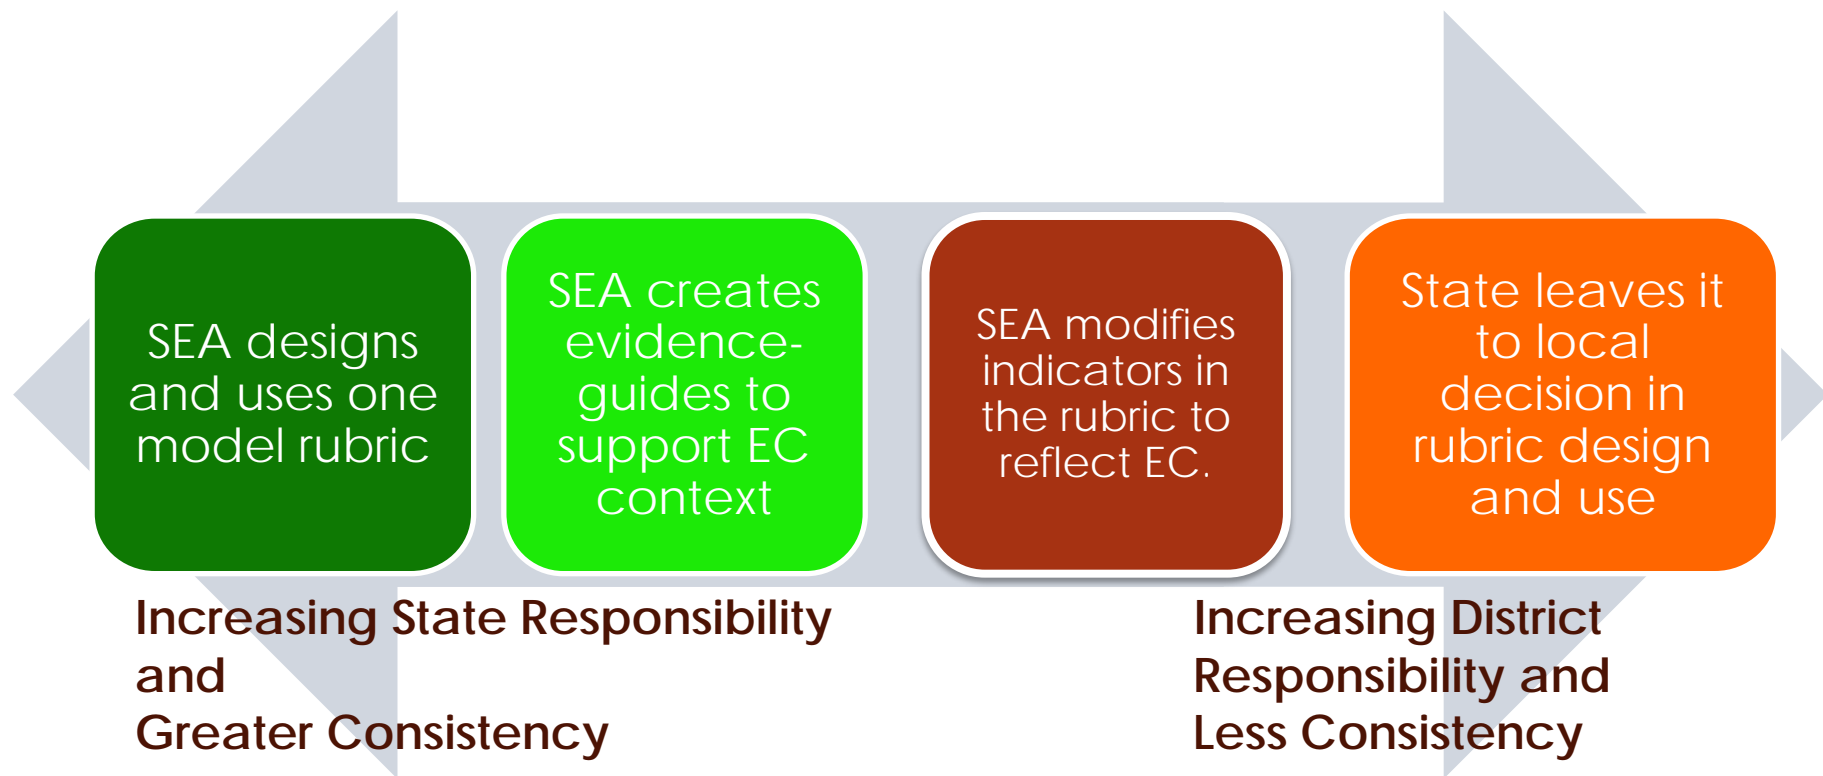 SEA designs
and uses one
model rubric
SEA creates
evidence-
guides to
support EC
context
SEA modifies
indicators in
the rubric to
reflect EC.
State leaves it
to local
decision in
rubric design
and use
Increasing State Responsibility
and
Greater Consistency
Increasing District
Responsibility and
Less Consistency